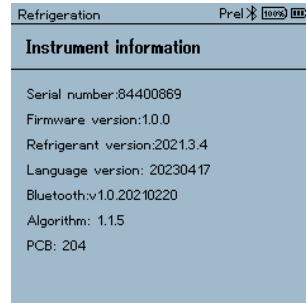 Refrigeration Prel 100%
Instrument information
Serial number:84400869
Firmware version:1.0.0
Refrigerant version:2021.3.4
Language version: 20230417
Bluetooth:v1.0.20210220
Algorithm: 1.1.5
PCB: 204